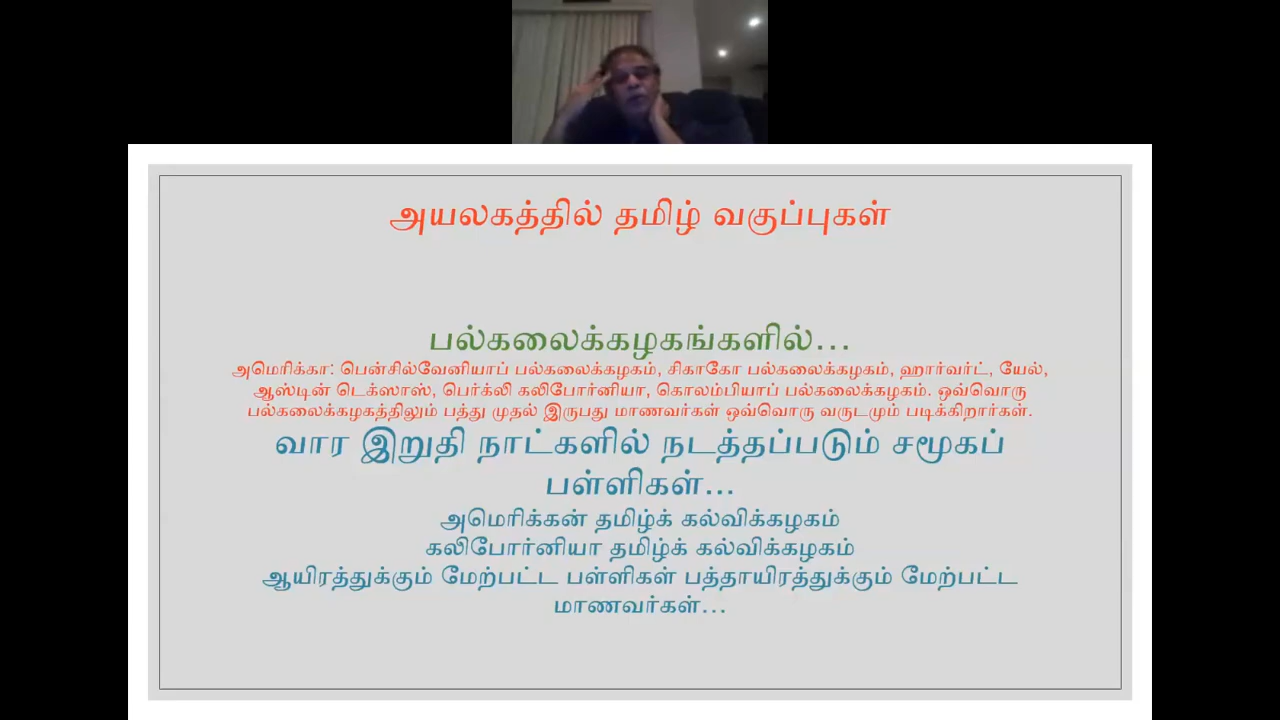 அயலகத்தில் தமிழ் வகுப்புகள்
பல்கலைக்கழகங்களில்...
அமெரிக்கா: பென்சில்வேனியாப் பல்கலைக்கழகம், சிகாகோ பல்கலைக்கழகம், ஹார்வர்ட், யேல்,
ஆஸ்டின் டெக்ஸாஸ், பெர்க்லி கலிபோர்னியா, கொலம்பியாப் பல்கலைக்கழகம். ஒவ்வொரு
பல்கலைக்கழகத்திலும் பத்து முதல் இருபது மாணவர்கள் ஒவ்வொரு வருடமும் படிக்கிறார்கள்.
வார இறுதி நாட்களில் நடத்தப்படும் சமூகப்
பள்ளிகள்...
அமெரிக்கன் தமிழ்க் கல்விக்கழகம்
கலிபோர்னியா தமிழ்க் கல்விக்கழகம்
ஆயிரத்துக்கும் மேற்பட்ட பள்ளிகள் பத்தாயிரத்துக்கும் மேற்பட்ட
மாணவர்கள்...